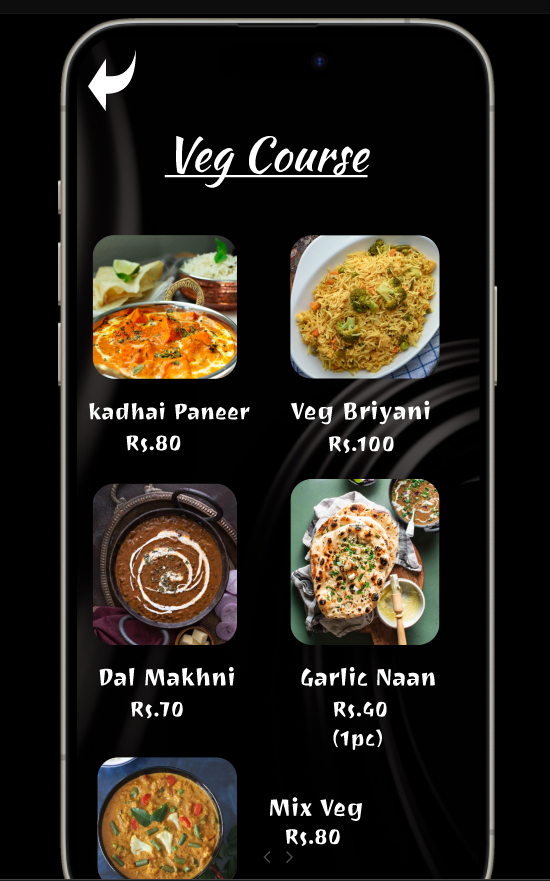 Veg Course
kadhai Paneer
Rs.80
Veg Briyani
Rs.100
Dal Makhni
Rs.70
Garlic Naan
Rs.40
(1pc)
Mix Veg
Rs.80